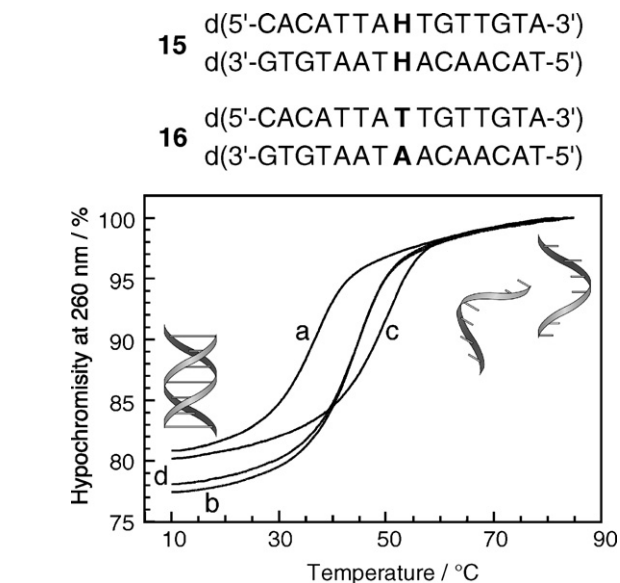 d(5'-CACATTAHTGTTGTA-3')
15
d(3'-GTGTAATHACAACAT-5')
d(5'-CACATTATTGTTGTA-3')
16
d(3'-GTGTAATAACAACAT-5')
Hypochromisity at 260 nm / %
100
95
90
85
80
75
a
c
d
b
10 30 50 70 90
Temperature / °C